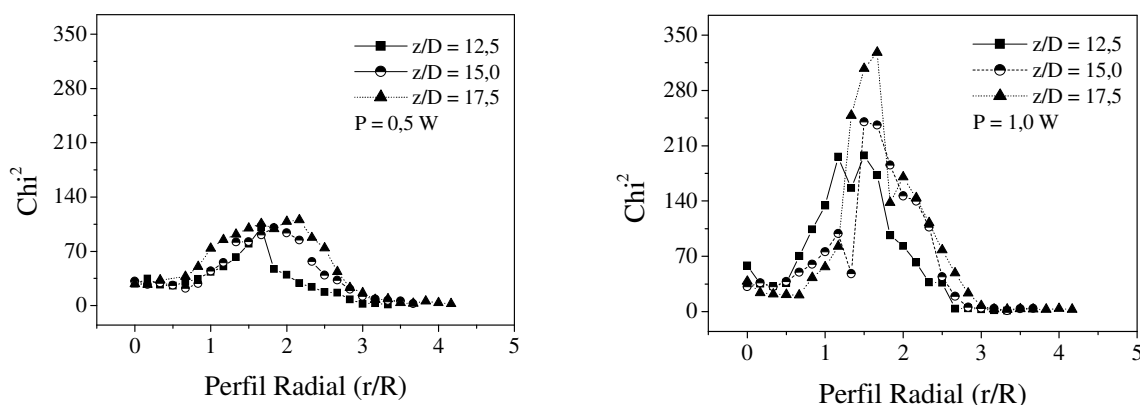 350
280
210
140
70
0
Chi²
z/D = 12,5
z/D = 15,0
z/D = 17,5
P = 0,5 W
0 1 2 3 4 5
Perfil Radial (r/R)
350
280
210
140
70
0
Chi²
z/D = 12,5
z/D = 15,0
z/D = 17,5
P = 1,0 W
0 1 2 3 4 5
Perfil Radial (r/R)